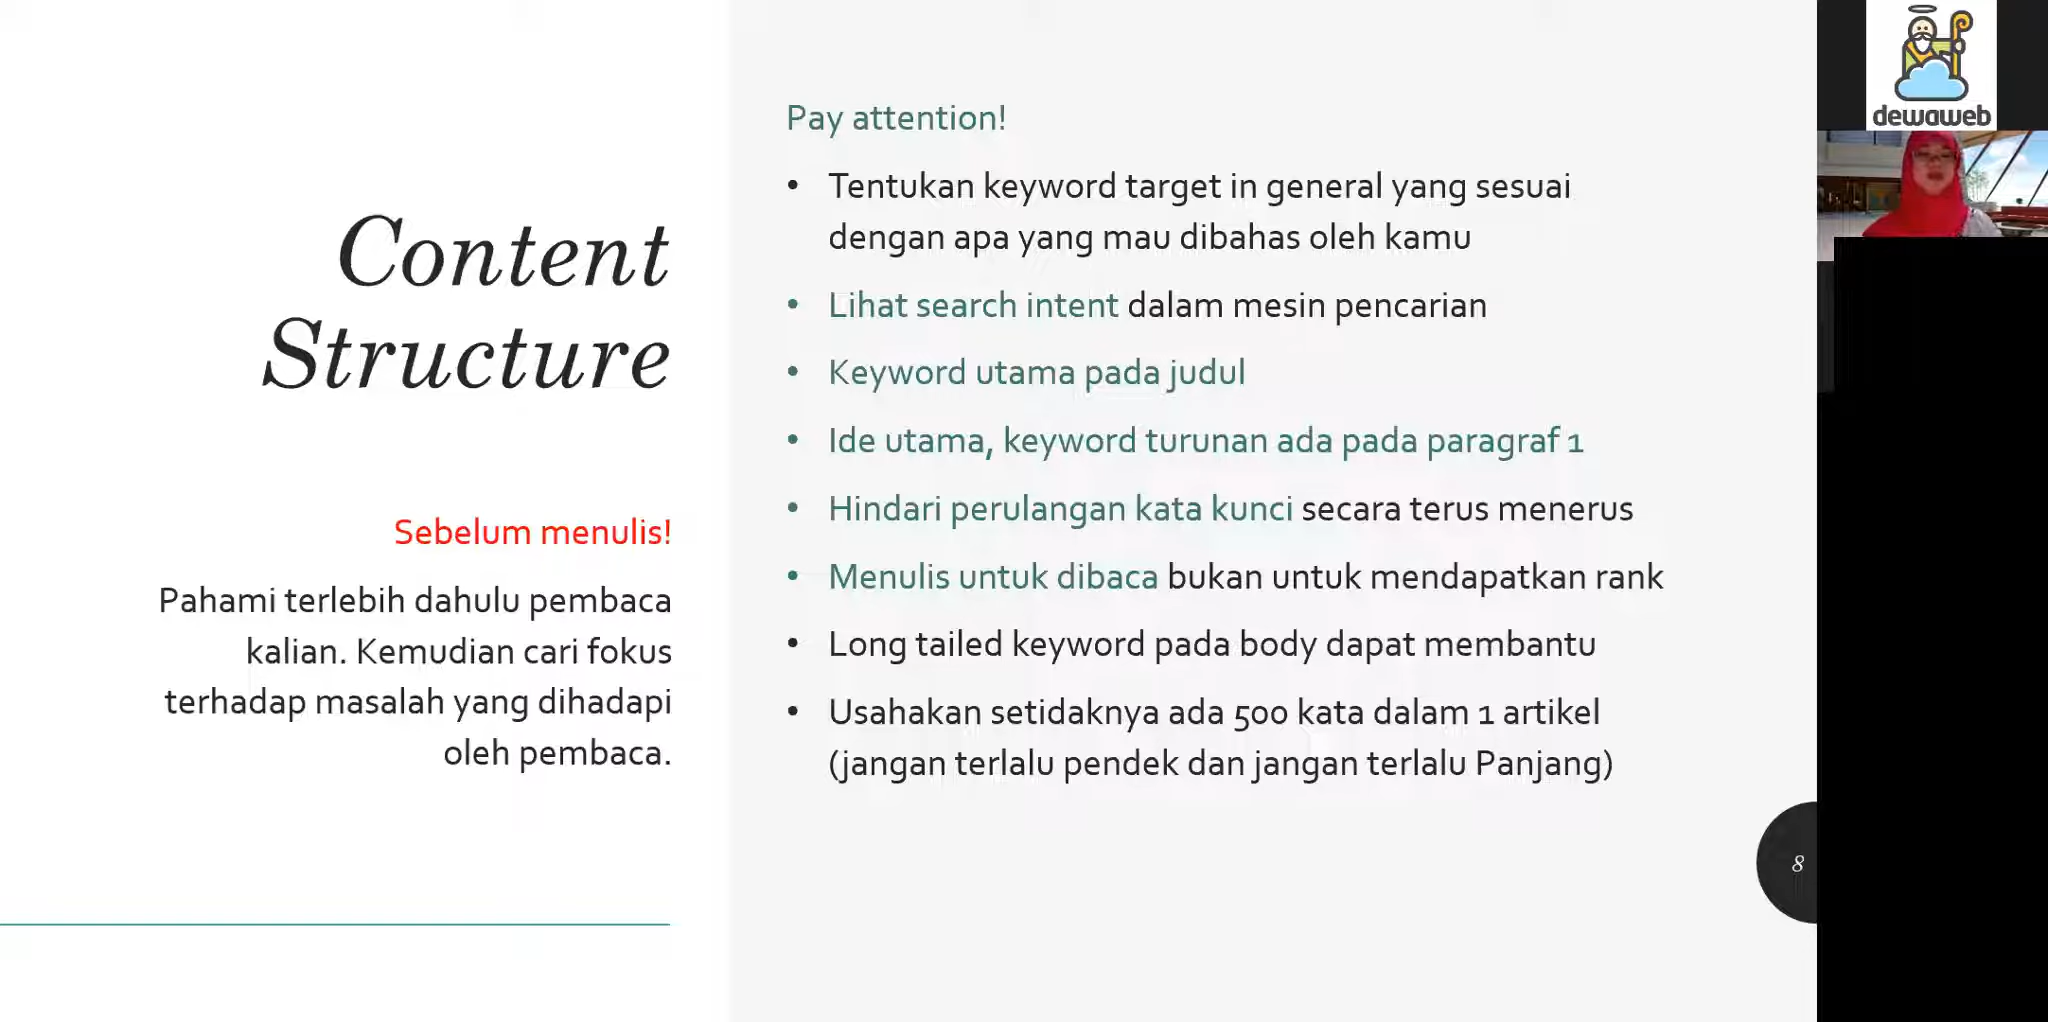 Content
Structure
Sebelum menulis!
Pahami terlebih dahulu pembaca
kalian. Kemudian cari fokus
terhadap masalah yang dihadapi
oleh pembaca.
Pay attention!
• Tentukan keyword target in general yang sesuai
dengan apa yang mau dibahas oleh kamu
• Lihat search intent dalam mesin pencarian
• Keyword utama pada judul
• Ide utama, keyword turunan ada pada paragraf 1
• Hindari perulangan kata kunci secara terus menerus
• Menulis untuk dibaca bukan untuk mendapatkan rank
• Long tailed keyword pada body dapat membantu
• Usahakan setidaknya ada 500 kata dalam 1 artikel
(jangan terlalu pendek dan jangan terlalu Panjang)
8
dewaweb